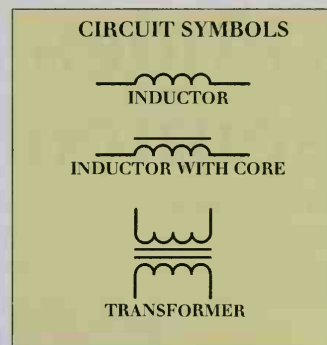 CIRCUIT SYMBOLS
INDUCTOR
INDUCTOR WITH CORE
TRANSFORMER